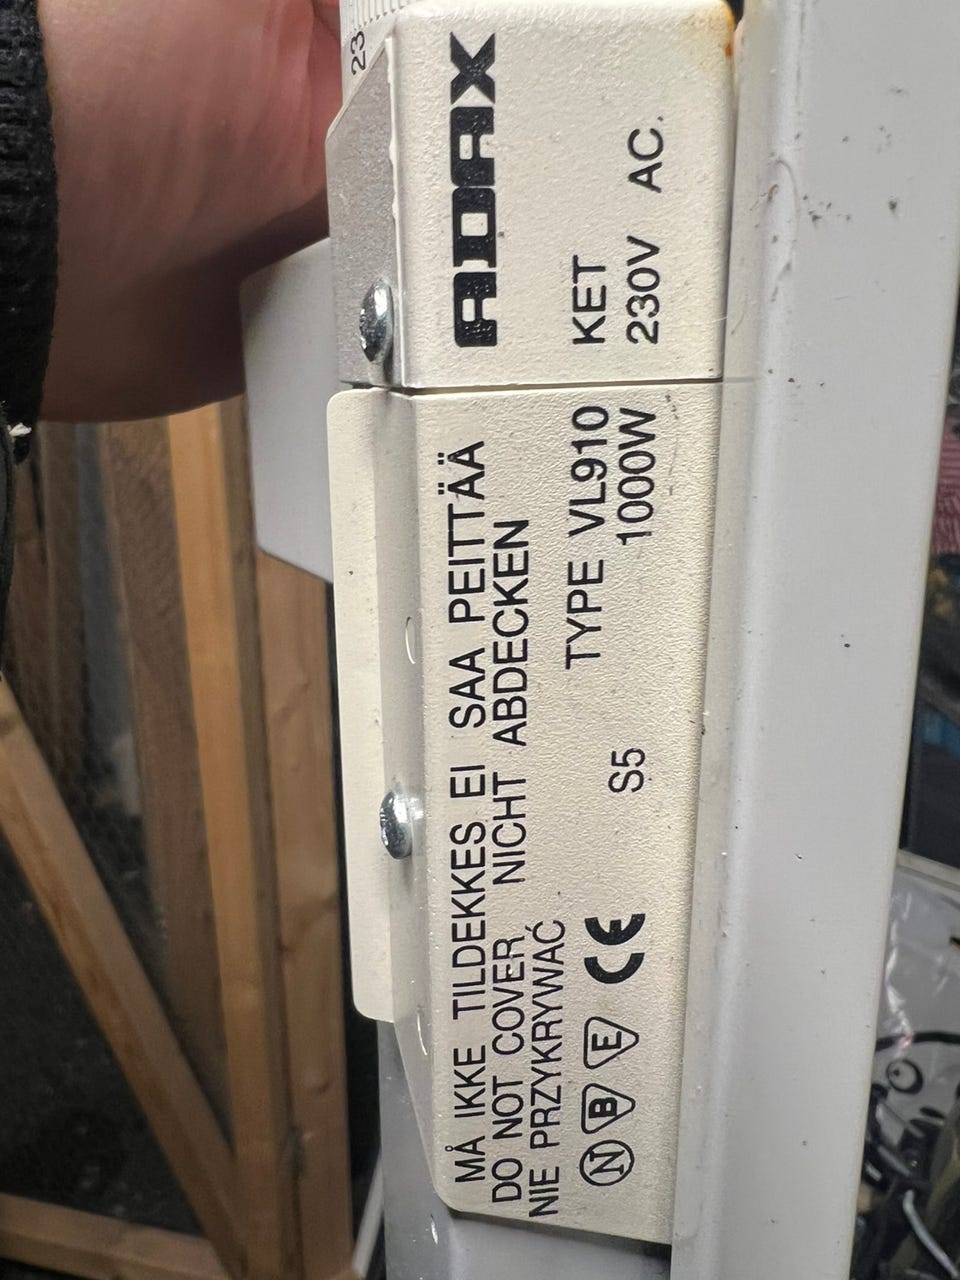 23
ADAX
KET
230V AC.
MÅ IKKE TILDEKKES EI SAA PEITTÄÄ
DO NOT COVER NICHT ABDECKEN
NIE PRZYKRYWAĆ
TYPE VL910
S5 1000W
N B E CE